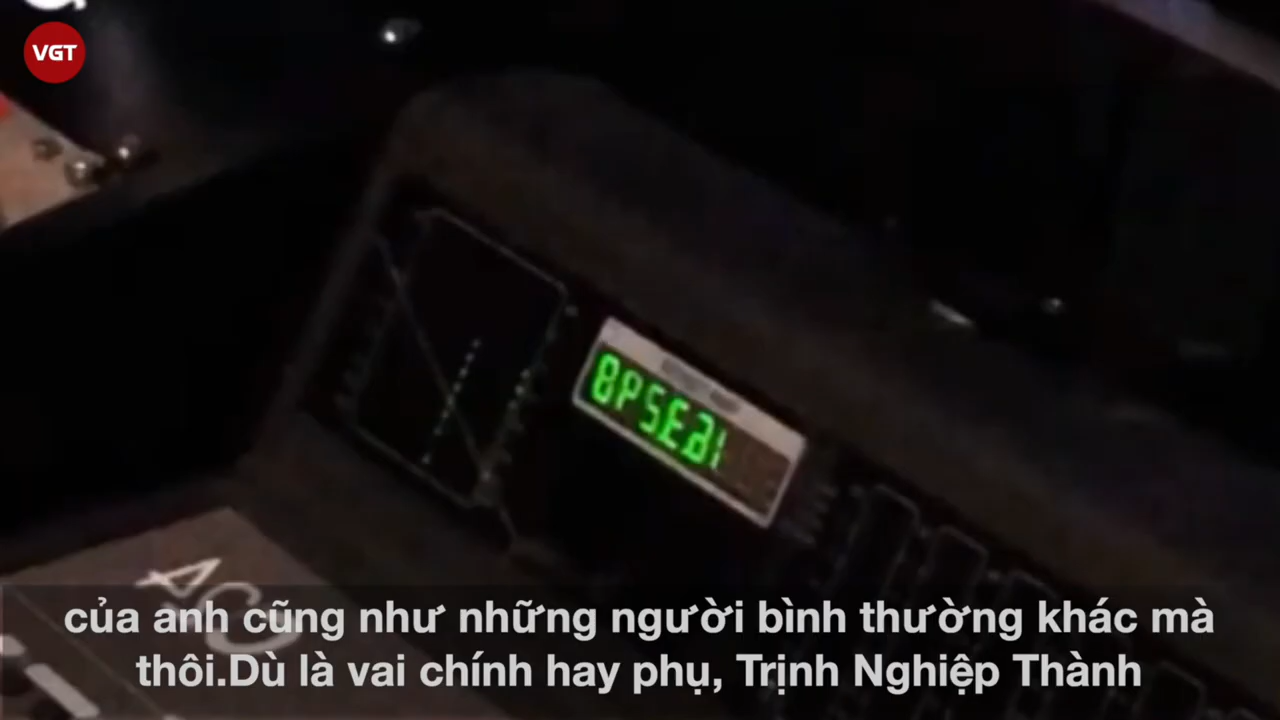 VGT
của anh cũng như những người bình thường khác mà
thôi.Dù là vai chính hay phụ, Trịnh Nghiệp Thành